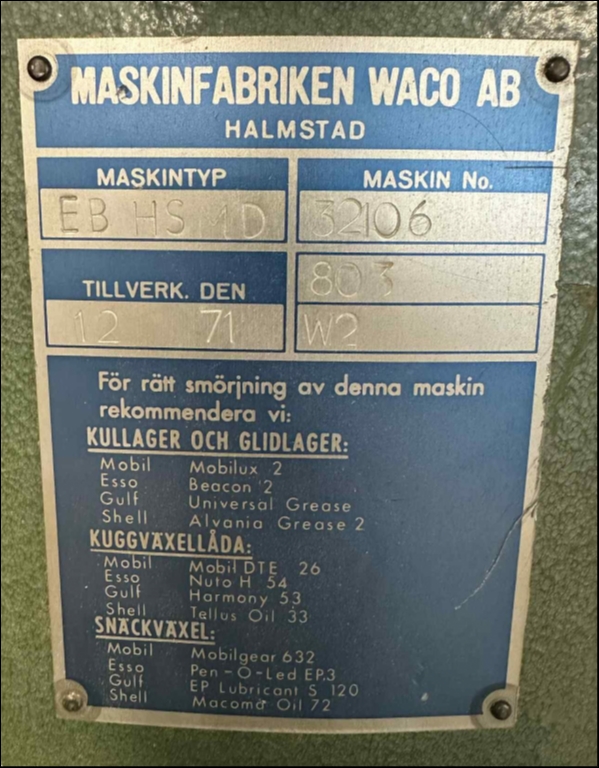 MASKINFABRIKEN WACO AB
HALMSTAD
MASKINTYP
EB HS 1D
MASKIN No.
32106
TILLVERK. DEN
12 71
803
W2
För rätt smörjning av denna maskin
rekommendera vi:
KULLAGER OCH GLIDLAGER:
Mobil Mobilux 2
Esso Beacon 2
Gulf Universal Grease
Shell Alvania Grease 2
KUGGVÄXELLÅDA:
Mobil Mobil DTE 26
Esso Nuto H 54
Gulf Harmony 53
Shell Tellus Oil 33
SNÄCKVÄXEL:
Mobil Mobilgear 632
Esso Pen-O-Led EP.3
Gulf EP Lubricant S 120
Shell Macoma Oil 72